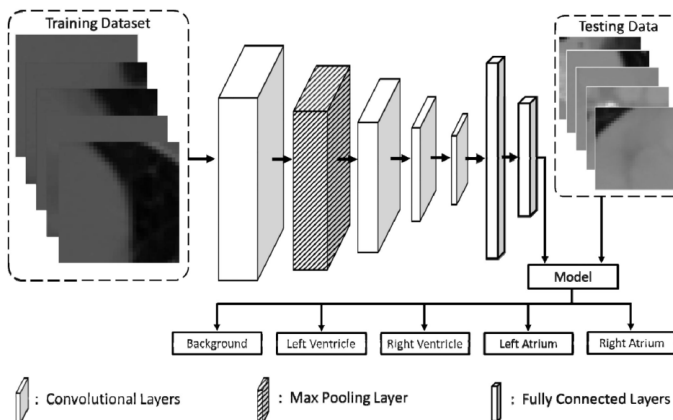 Training Dataset
Testing Data
Model
Background
Left Ventricle
Right Ventricle
Left Atrium
Right Atrium
: Convolutional Layers
: Max Pooling Layer
: Fully Connected Layers